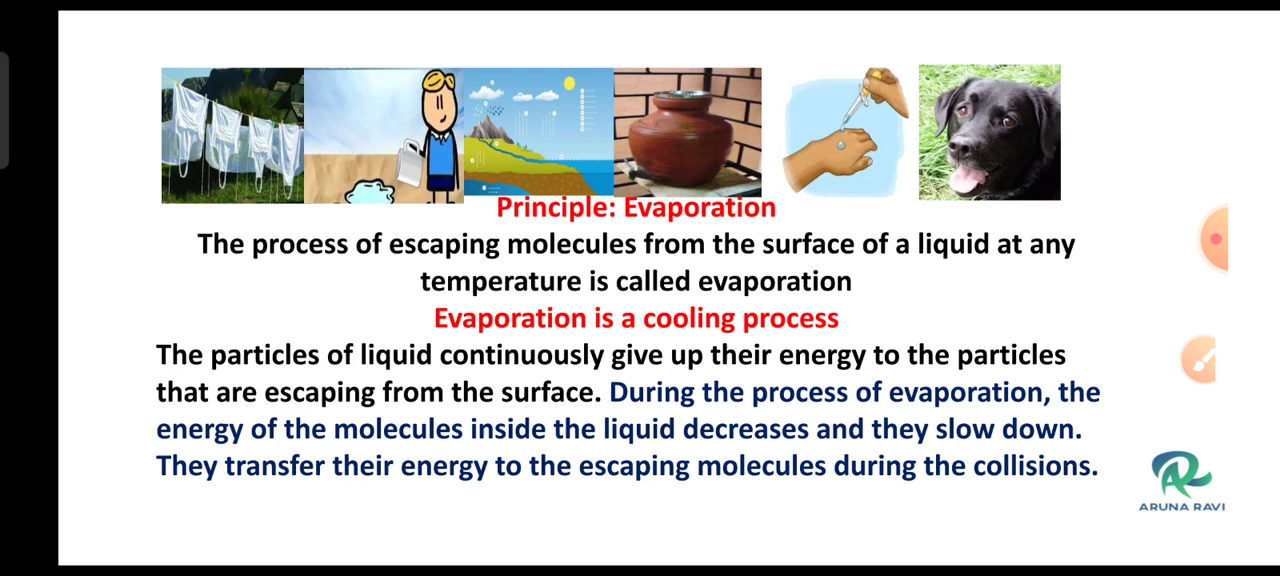 Principle: Evaporation
The process of escaping molecules from the surface of a liquid at any
temperature is called evaporation
Evaporation is a cooling process
The particles of liquid continuously give up their energy to the particles
that are escaping from the surface. During the process of evaporation, the
energy of the molecules inside the liquid decreases and they slow down.
They transfer their energy to the escaping molecules during the collisions.
ARUNA RAVI